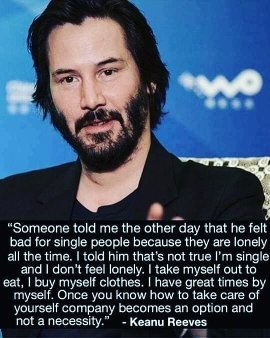 “Someone told me the other day that he felt
bad for single people because they are lonely
all the time. I told him that’s not true I’m single
and I don’t feel lonely. I take myself out to
eat, I buy myself clothes. I have great times by
myself. Once you know how to take care of
yourself company becomes an option and
not a necessity.” - Keanu Reeves